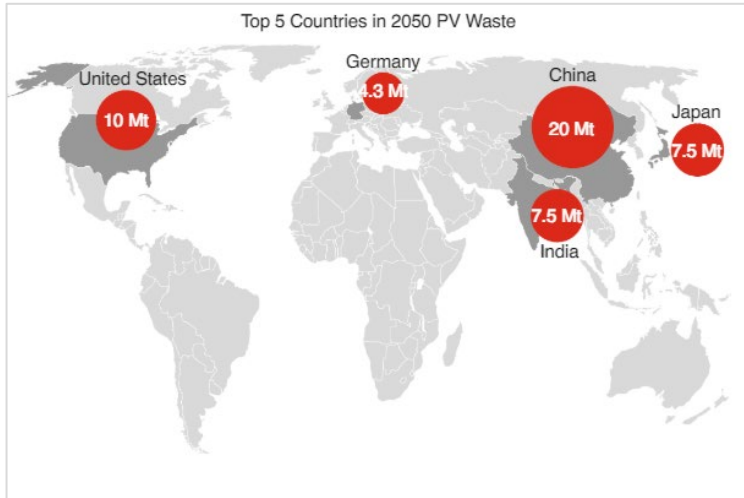 Top 5 Countries in 2050 PV Waste
United States
10 Mt
Germany
4.3 Mt
China
20 Mt
Japan
7.5 Mt
7.5 Mt
India